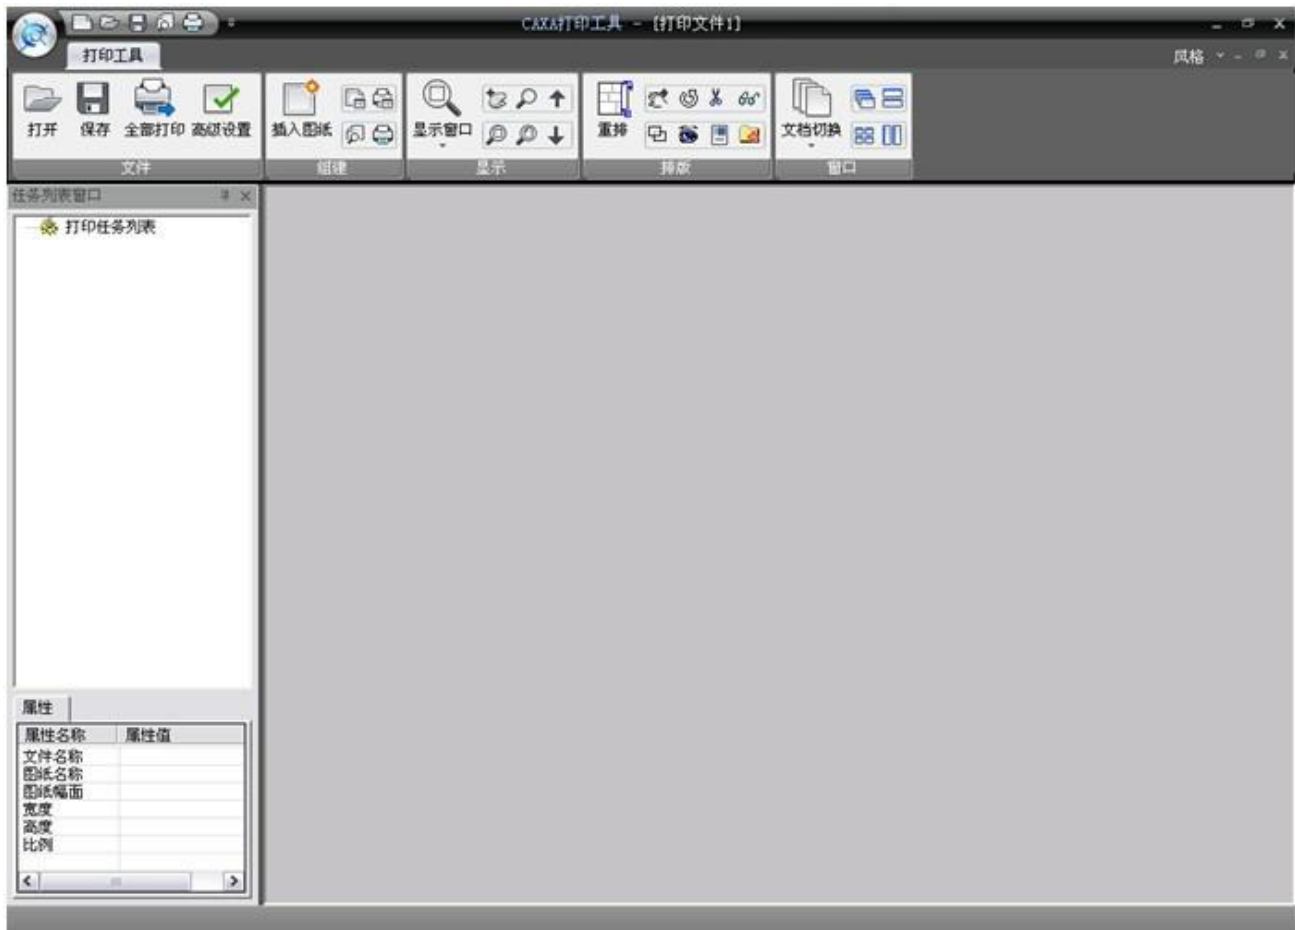 CAXA打印工具 - [打印文件1]
打印工具
风格
打开
保存
全部打印
高级设置
插入图纸
显示窗口
重排
文档切换
文件
组建
显示
排版
窗口
任务列表窗口
打印任务列表
属性
属性名称
属性值
文件名称
图纸名称
图纸幅面
宽度
高度
比例